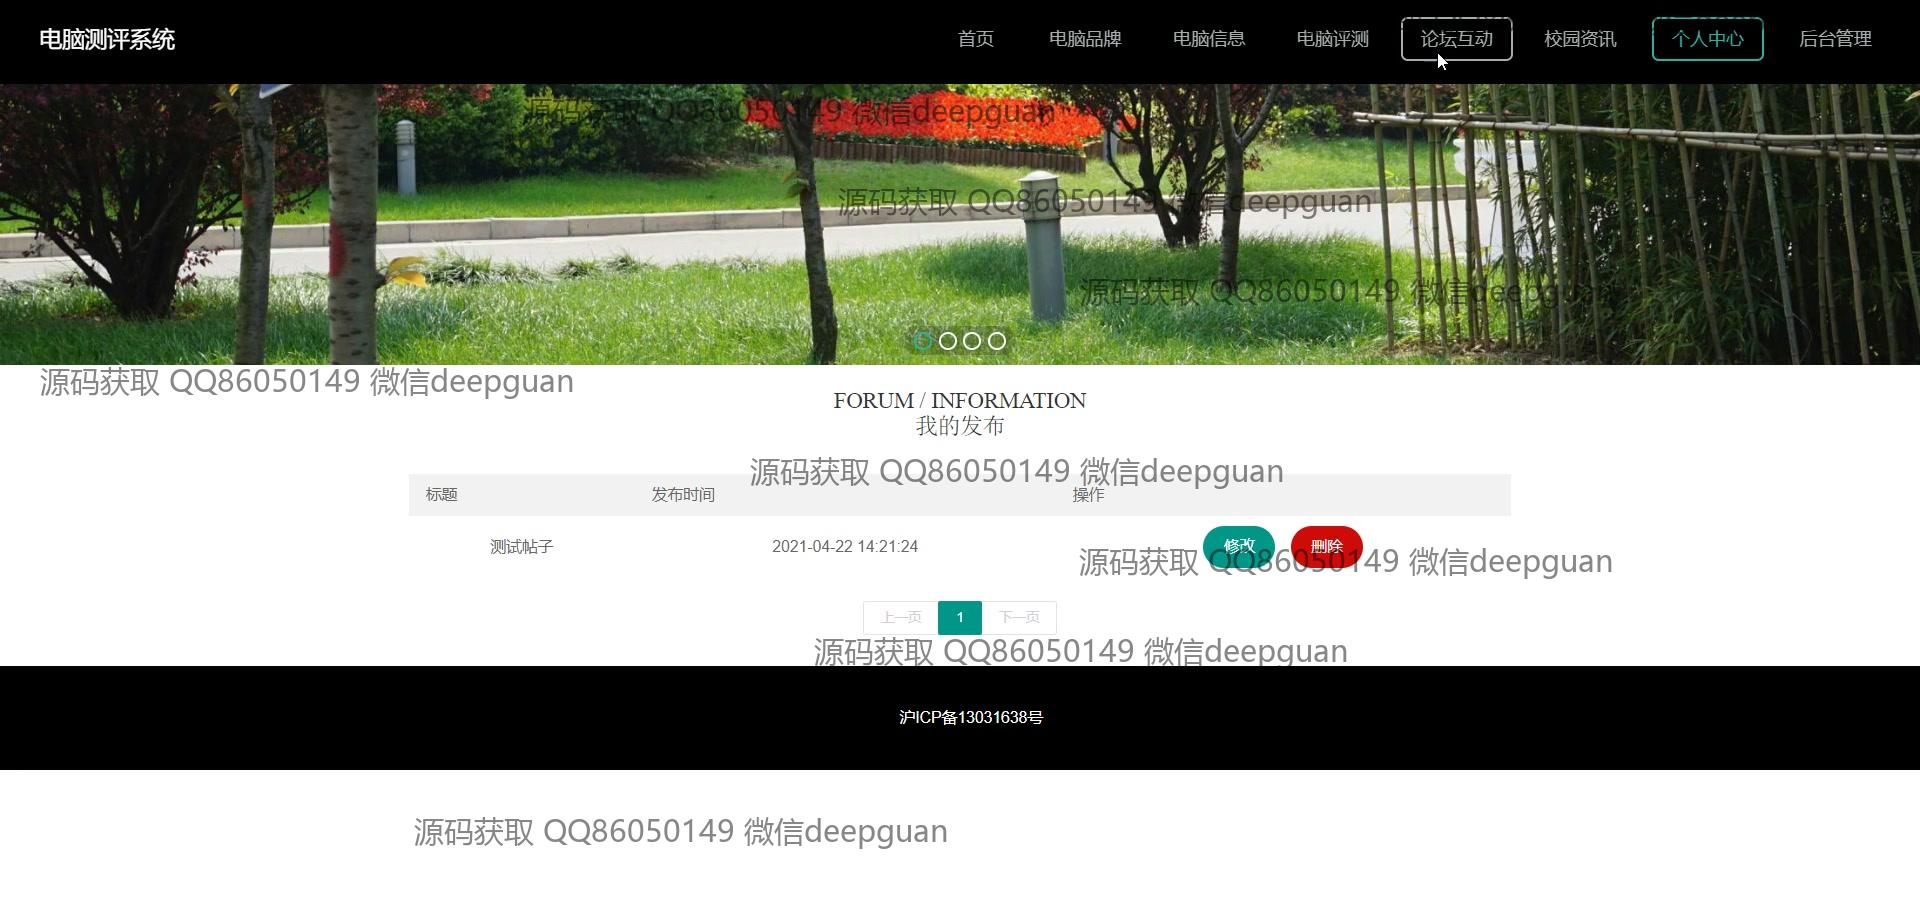 电脑测评系统
首页 电脑品牌 电脑信息 电脑评测 论坛互动 校园资讯 个人中心 后台管理
源码获取 QQ86050149 微信deepguan
源码获取 QQ86050149 微信deepguan
源码获取 QQ86050149 微信deepguan
源码获取 QQ86050149 微信deepguan
FORUM / INFORMATION
我的发布
源码获取 QQ86050149 微信deepguan
标题 发布时间 操作
测试帖子 2021-04-22 14:21:24 修改 删除
源码获取 QQ86050149 微信deepguan
上一页 1 下一页
源码获取 QQ86050149 微信deepguan
沪ICP备13031638号
源码获取 QQ86050149 微信deepguan